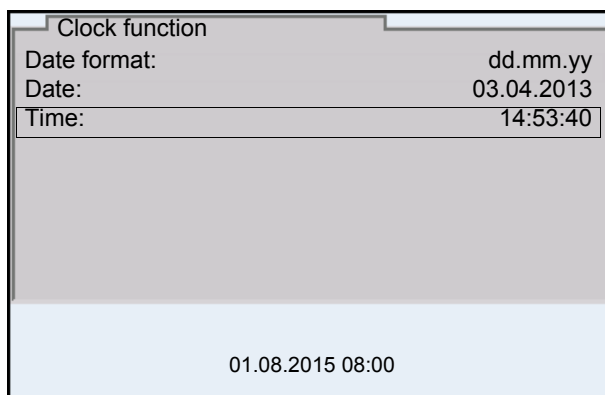 Clock function
Date format: dd.mm.yy
Date: 03.04.2013
Time: 14:53:40
01.08.2015 08:00